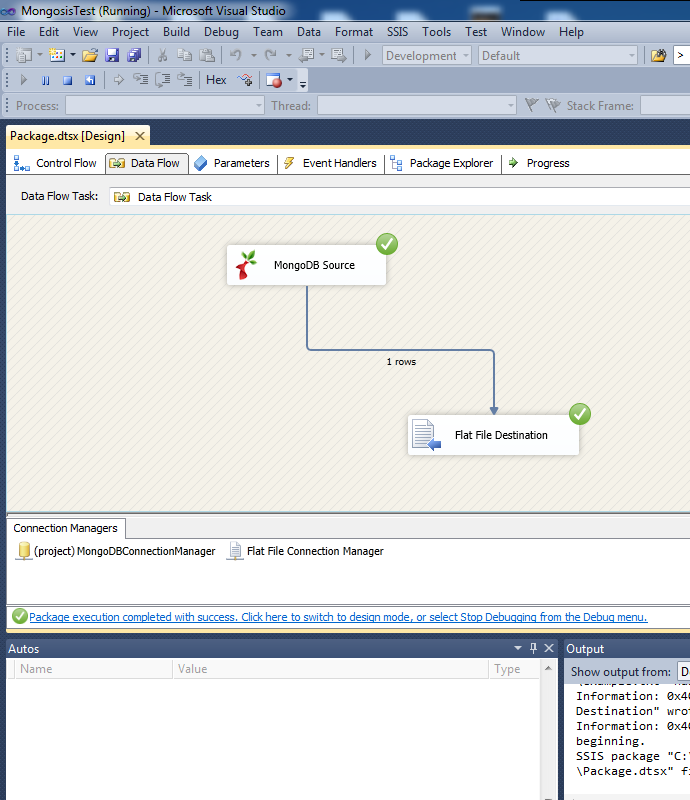 MongosisTest (Running) - Microsoft Visual Studio
File Edit View Project Build Debug Team Data Format SSIS Tools Test Window Help
Development Default
Hex
Process: Thread: Stack Frame:
Package.dtsx [Design]
Control Flow Data Flow Parameters Event Handlers Package Explorer Progress
Data Flow Task: Data Flow Task
MongoDB Source
1 rows
Flat File Destination
Connection Managers
(project) MongoDBConnectionManager Flat File Connection Manager
Package execution completed with success. Click here to switch to design mode, or select Stop Debugging from the Debug menu.
Autos
Name Value Type
Output
Show output from: D
Information: 0x40
Destination" wrot
Information: 0x40
beginning.
SSIS package "C:\
\Package.dtsx" fi